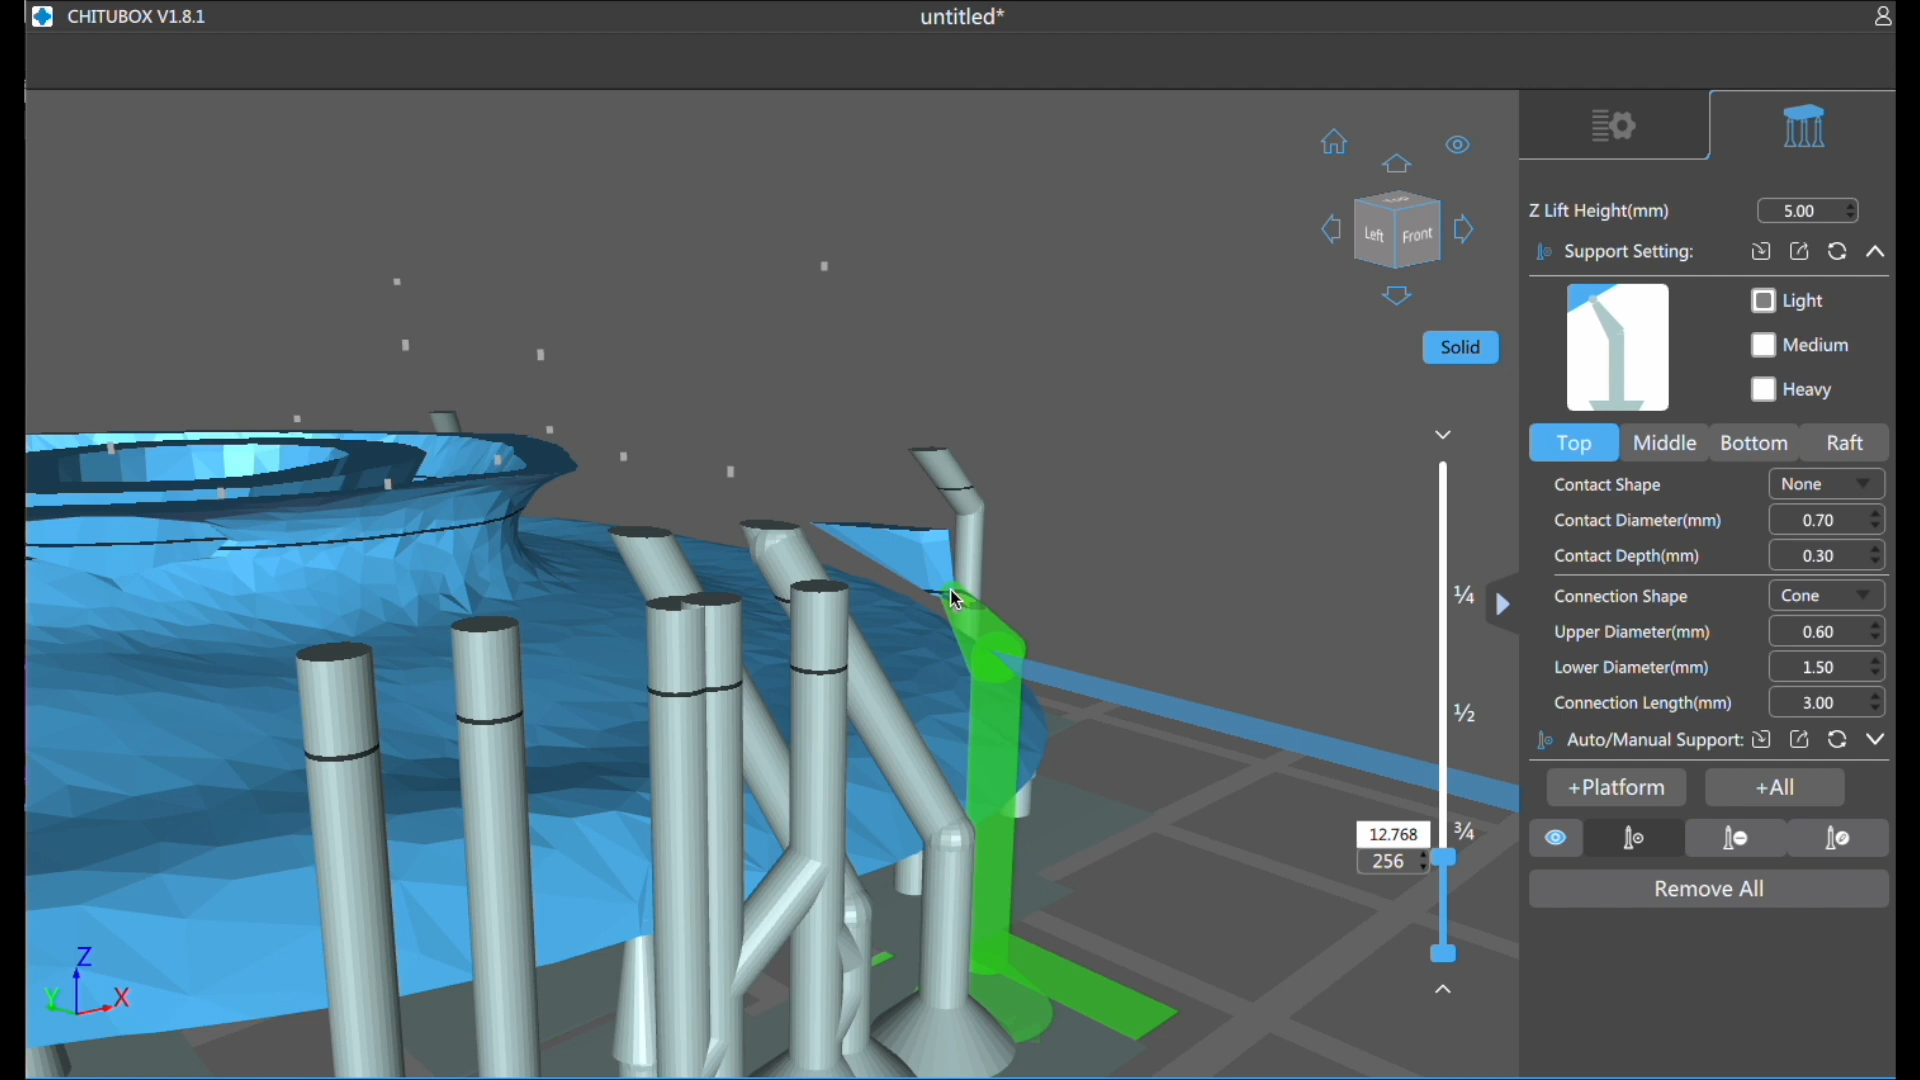 CHITUBOX V1.8.1
untitled*
Top
Left
Front
Solid
¼
½
¾
12.768
256
Z
Y
X
Z Lift Height(mm)
5.00
Support Setting:
Light
Medium
Heavy
Top
Middle
Bottom
Raft
Contact Shape
None
Contact Diameter(mm)
0.70
Contact Depth(mm)
0.30
Connection Shape
Cone
Upper Diameter(mm)
0.60
Lower Diameter(mm)
1.50
Connection Length(mm)
3.00
Auto/Manual Support:
+Platform
+All
Remove All